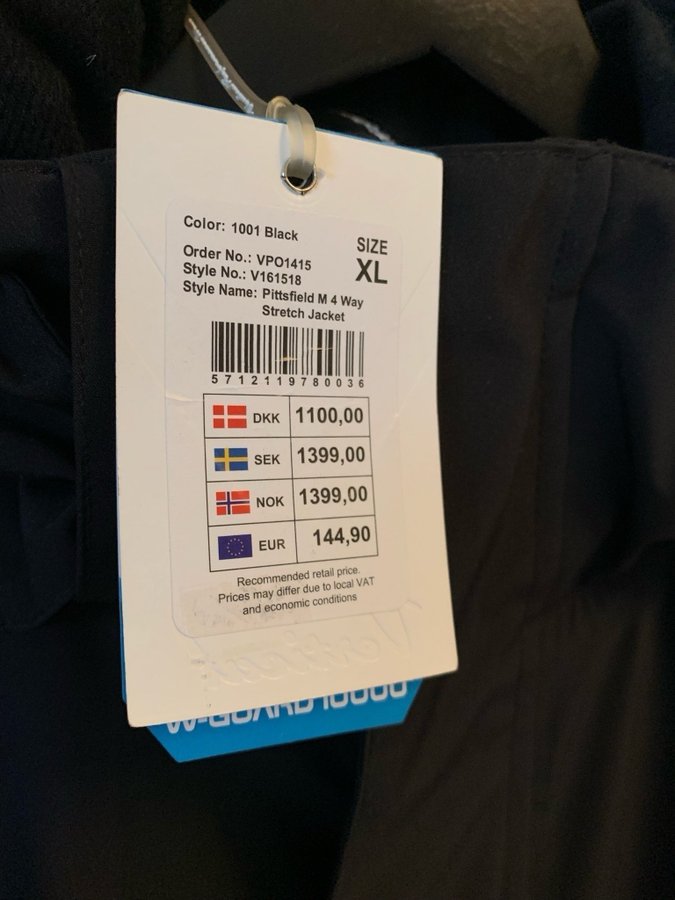 Color: 1001 Black
SIZE
XL
Order No.: VPO1415
Style No.: V161518
Style Name: Pittsfield M 4 Way
Stretch Jacket
5712119780036
DKK 1100,00
SEK 1399,00
NOK 1399,00
EUR 144,90
Recommended retail price.
Prices may differ due to local VAT
and economic conditions
W-GUARD 10000